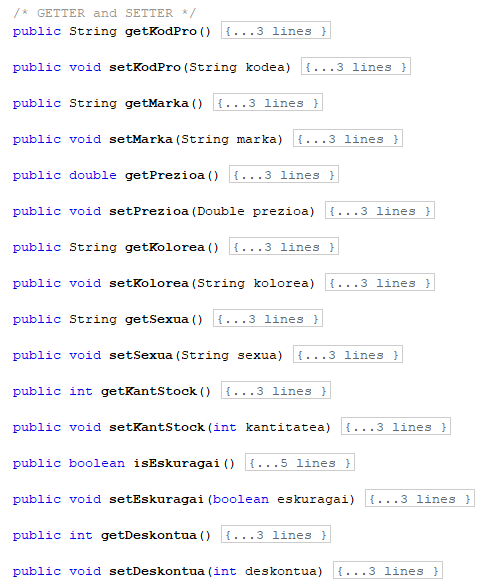 /* GETTER and SETTER */
public String getKodPro() {...3 lines }
public void setKodPro(String kodea) {...3 lines }
public String getMarka() {...3 lines }
public void setMarka(String marka) {...3 lines }
public double getPrezioa() {...3 lines }
public void setPrezioa(Double prezioa) {...3 lines }
public String getKolorea() {...3 lines }
public void setKolorea(String kolorea) {...3 lines }
public String getSexua() {...3 lines }
public void setSexua(String sexua) {...3 lines }
public int getKantStock() {...3 lines }
public void setKantStock(int kantitatea) {...3 lines }
public boolean isEskuragai() {...5 lines }
public void setEskuragai(boolean eskuragai) {...3 lines }
public int getDeskontua() {...3 lines }
public void setDeskontua(int deskontua) {...3 lines }